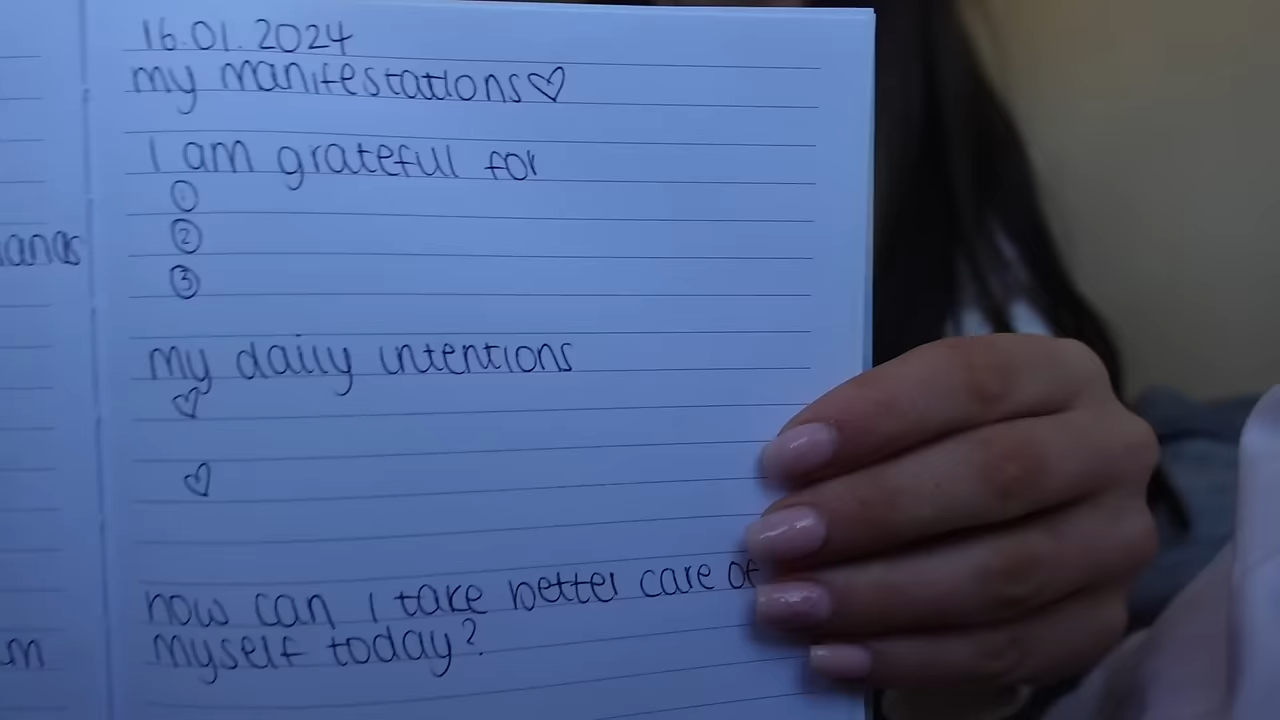 16.01.2024
my manifestations♡
I am grateful for
①
②
③
my daily intentions
♡
♡
how can I take better care of
myself today?